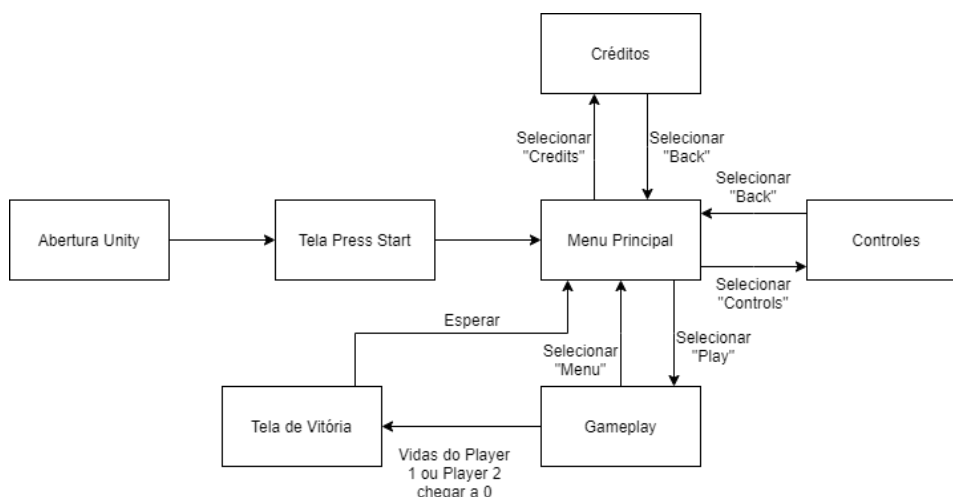 Créditos
Selecionar
"Credits"
Selecionar
"Back"
Selecionar
"Back"
Abertura Unity
Tela Press Start
Menu Principal
Controles
Selecionar
"Controls"
Esperar
Selecionar
"Menu"
Selecionar
"Play"
Tela de Vitória
Gameplay
Vidas do Player
1 ou Player 2
chegar a 0